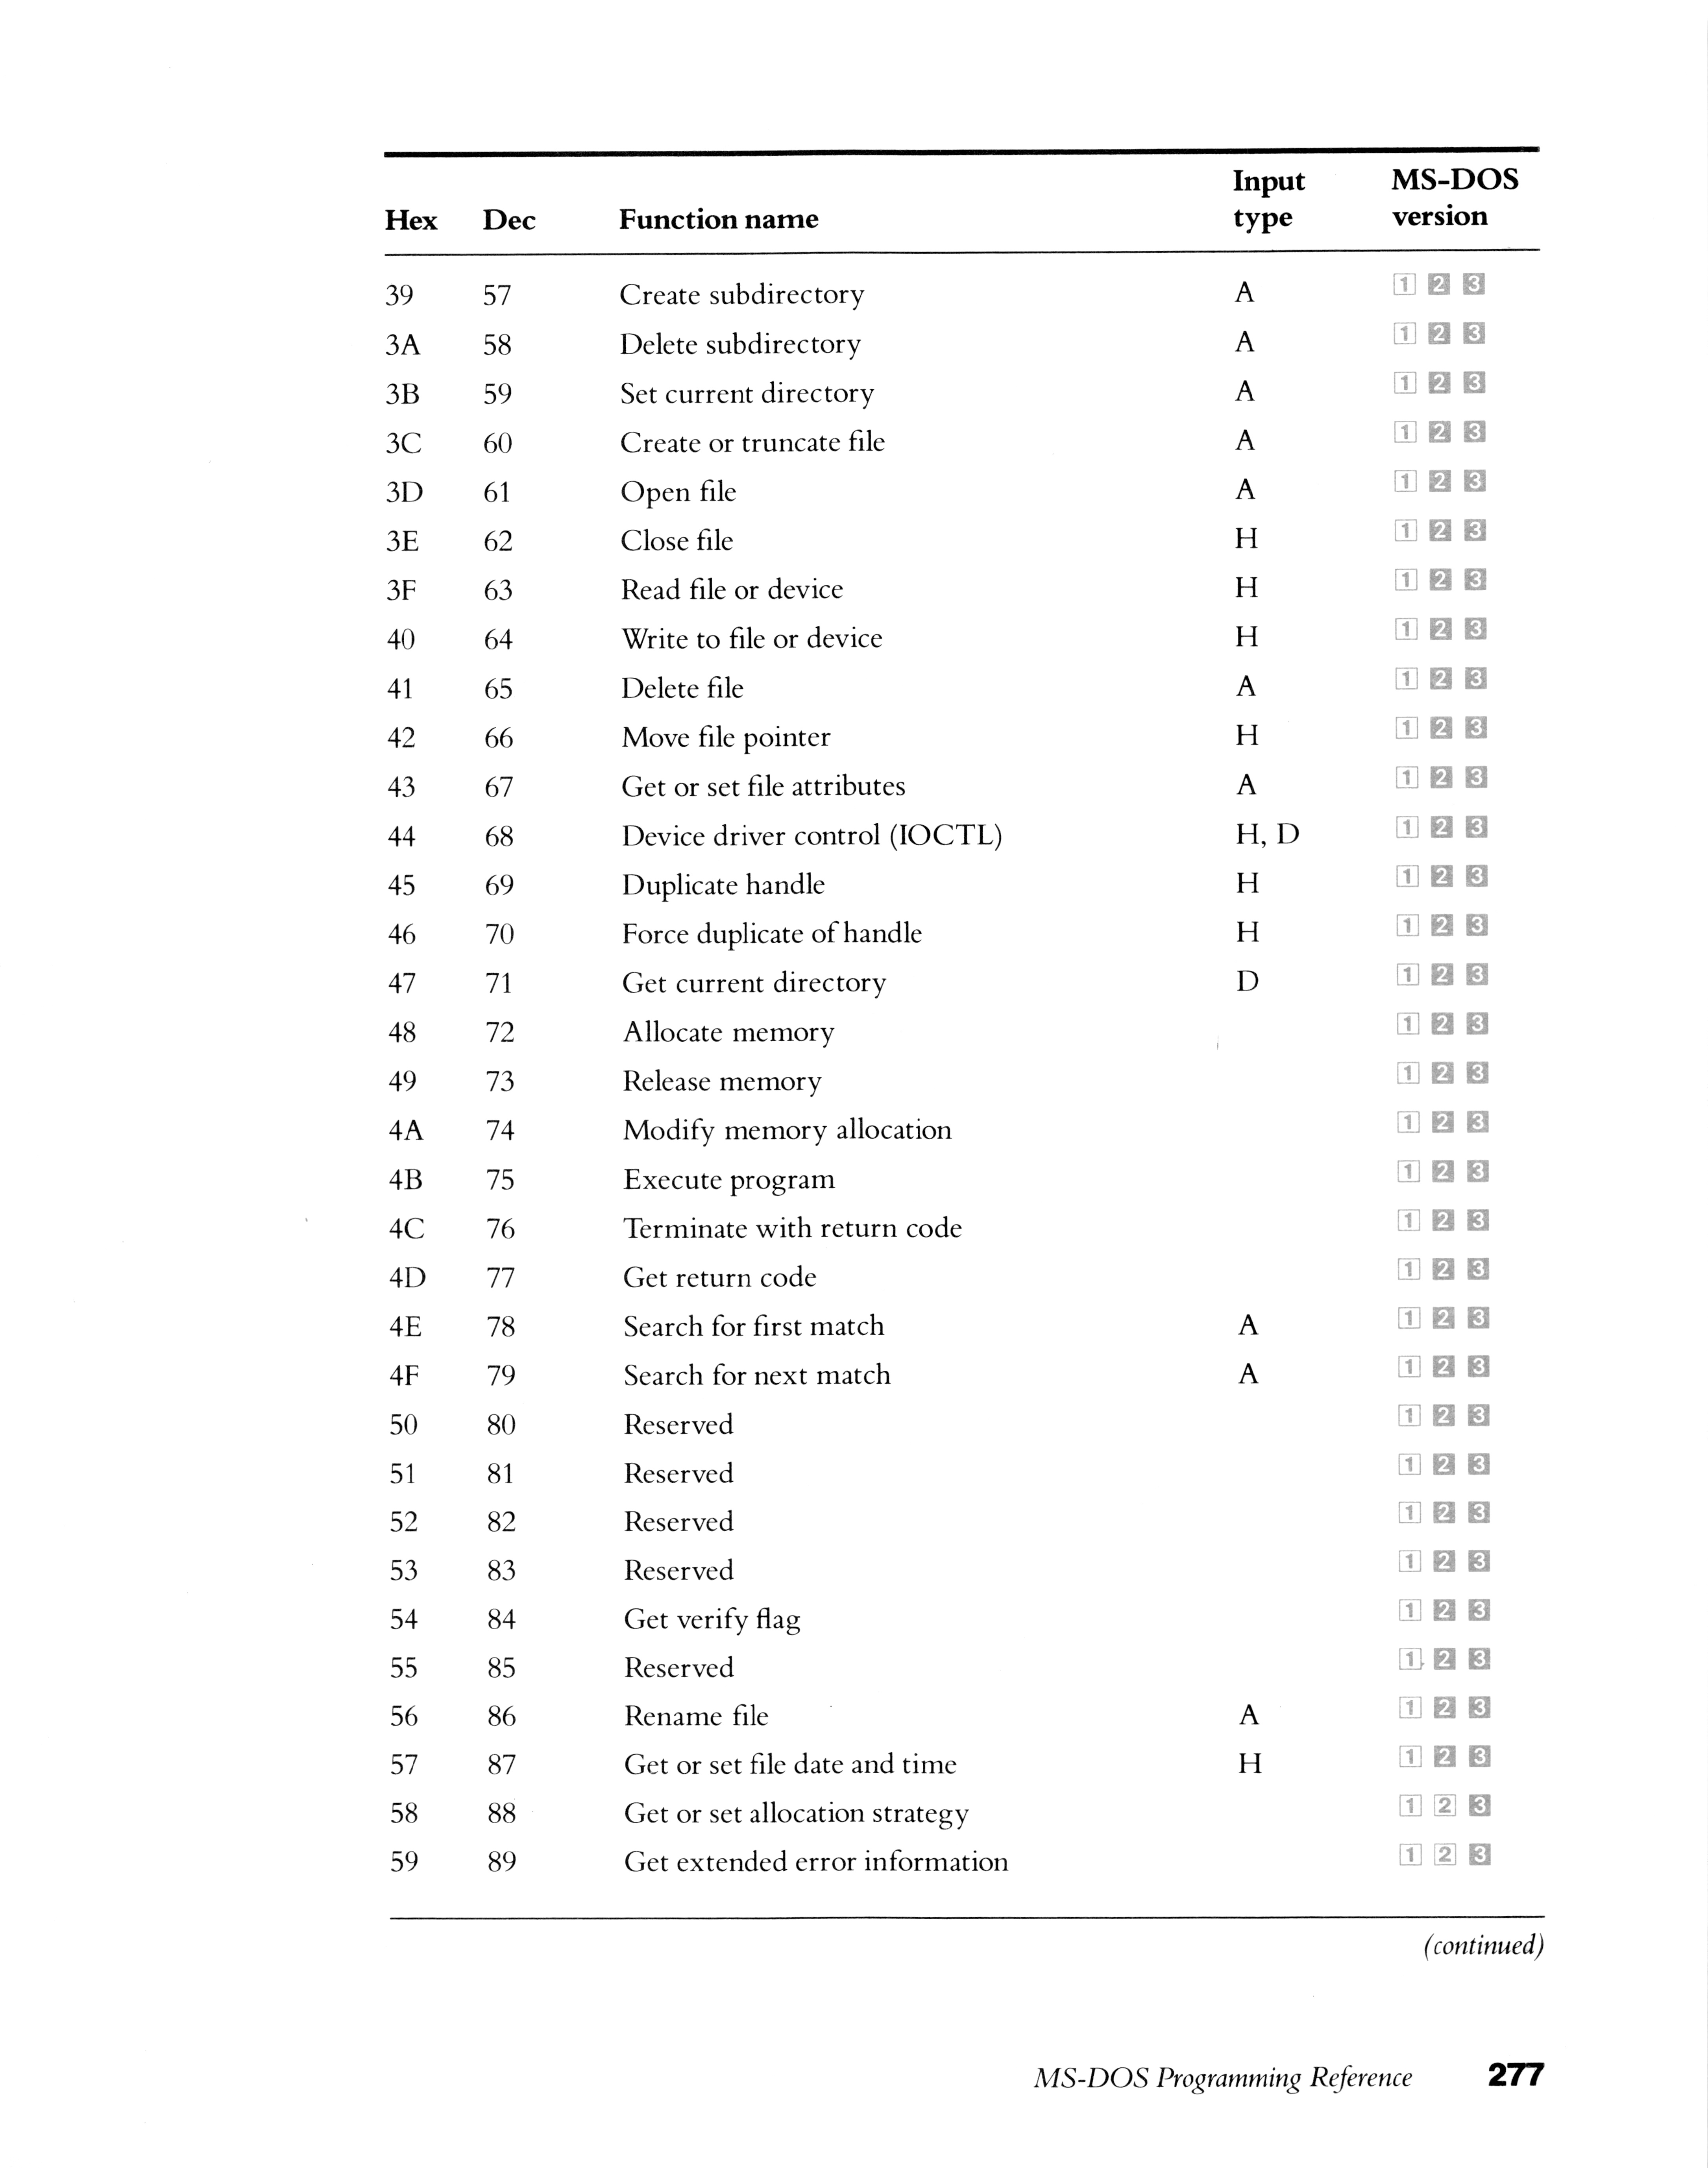 Input MS-DOS
Hex Dec Function name type version
39 57 Create subdirectory A 1 2 3
3A 58 Delete subdirectory A 1 2 3
3B 59 Set current directory A 1 2 3
3C 60 Create or truncate file A 1 2 3
3D 61 Open file A 1 2 3
3E 62 Close file H 1 2 3
3F 63 Read file or device H 1 2 3
40 64 Write to file or device H 1 2 3
41 65 Delete file A 1 2 3
42 66 Move file pointer H 1 2 3
43 67 Get or set file attributes A 1 2 3
44 68 Device driver control (IOCTL) H, D 1 2 3
45 69 Duplicate handle H 1 2 3
46 70 Force duplicate of handle H 1 2 3
47 71 Get current directory D 1 2 3
48 72 Allocate memory 1 2 3
49 73 Release memory 1 2 3
4A 74 Modify memory allocation 1 2 3
4B 75 Execute program 1 2 3
4C 76 Terminate with return code 1 2 3
4D 77 Get return code 1 2 3
4E 78 Search for first match A 1 2 3
4F 79 Search for next match A 1 2 3
50 80 Reserved 1 2 3
51 81 Reserved 1 2 3
52 82 Reserved 1 2 3
53 83 Reserved 1 2 3
54 84 Get verify flag 1 2 3
55 85 Reserved 1 2 3
56 86 Rename file A 1 2 3
57 87 Get or set file date and time H 1 2 3
58 88 Get or set allocation strategy 1 2 3
59 89 Get extended error information 1 2 3
(continued)
MS-DOS Programming Reference 277